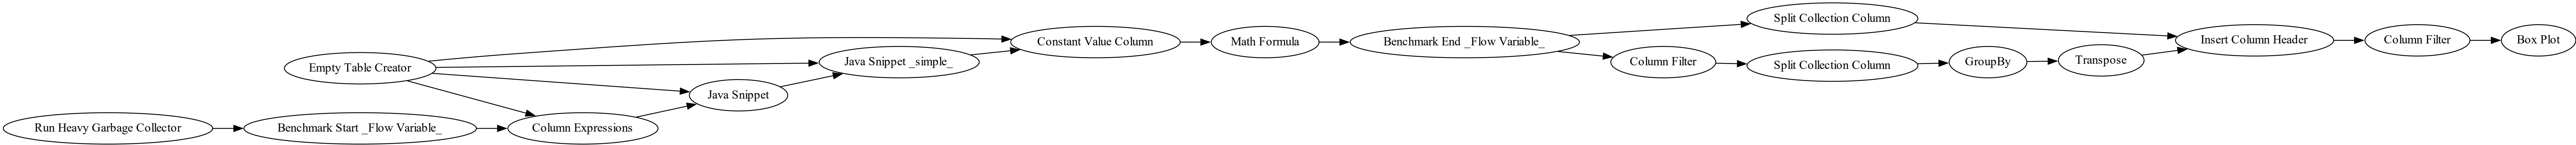 Run Heavy Garbage Collector
Benchmark Start _Flow Variable_
Empty Table Creator
Column Expressions
Java Snippet
Java Snippet _simple_
Constant Value Column
Math Formula
Benchmark End _Flow Variable_
Split Collection Column
Column Filter
Split Collection Column
GroupBy
Transpose
Insert Column Header
Column Filter
Box Plot